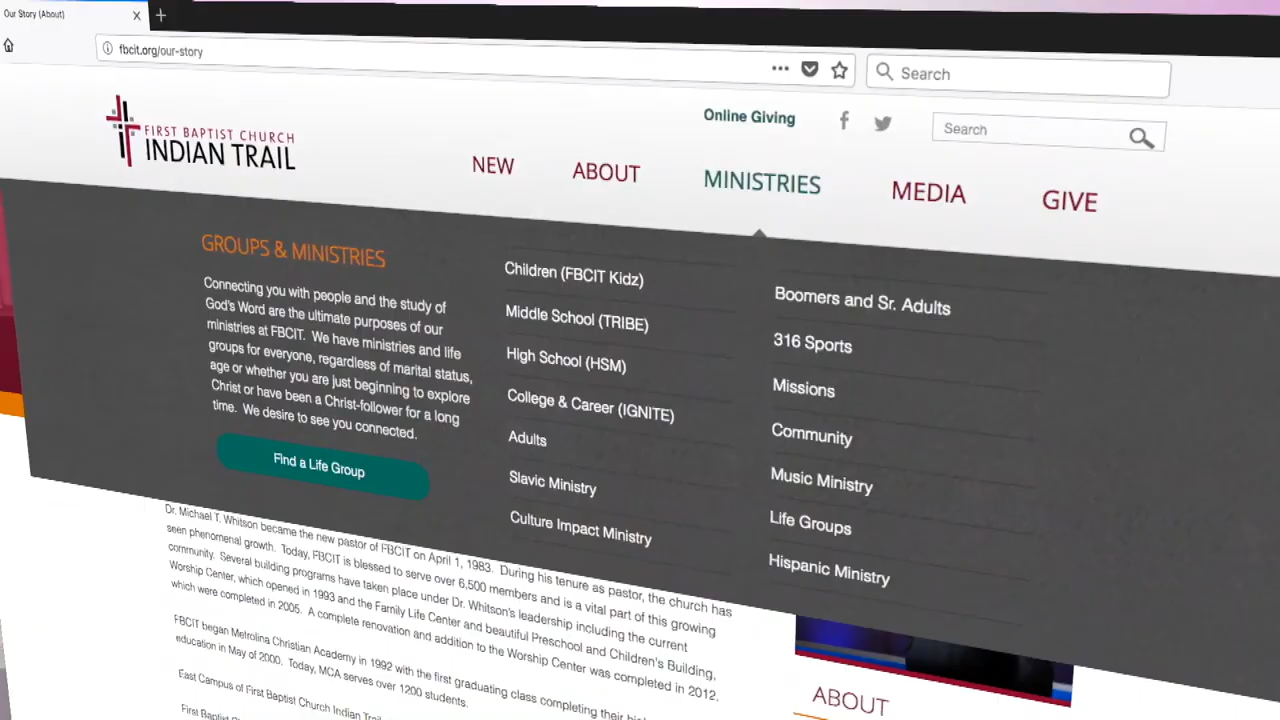 Our Story (About)
fbcit.org/our-story
Search
Online Giving
Search
FIRST BAPTIST CHURCH
INDIAN TRAIL
NEW ABOUT MINISTRIES MEDIA GIVE
GROUPS & MINISTRIES
Connecting you with people and the study of
God's Word are the ultimate purposes of our
ministries at FBCIT. We have ministries and life
groups for everyone, regardless of marital status,
age or whether you are just beginning to explore
Christ or have been a Christ-follower for a long
time. We desire to see you connected.
Find a Life Group
Children (FBCIT Kidz)
Middle School (TRIBE)
High School (HSM)
College & Career (IGNITE)
Adults
Slavic Ministry
Culture Impact Ministry
Boomers and Sr. Adults
316 Sports
Missions
Community
Music Ministry
Life Groups
Hispanic Ministry
Dr. Michael T. Whitson became the new pastor of FBCIT on April 1, 1983. During his tenure as pastor, the church has
seen phenomenal growth. Today, FBCIT is blessed to serve over 6,500 members and is a vital part of this growing
community. Several building programs have taken place under Dr. Whitson's leadership including the current
Worship Center, which opened in 1993 and the Family Life Center and beautiful Preschool and Children's Building,
which were completed in 2005. A complete renovation and addition to the Worship Center was completed in 2012.
FBCIT began Metrolina Christian Academy in 1992 with the first graduating class completing their
education in May of 2000. Today, MCA serves over 1200 students.
East Campus of First Baptist Church Indian
First
ABOUT